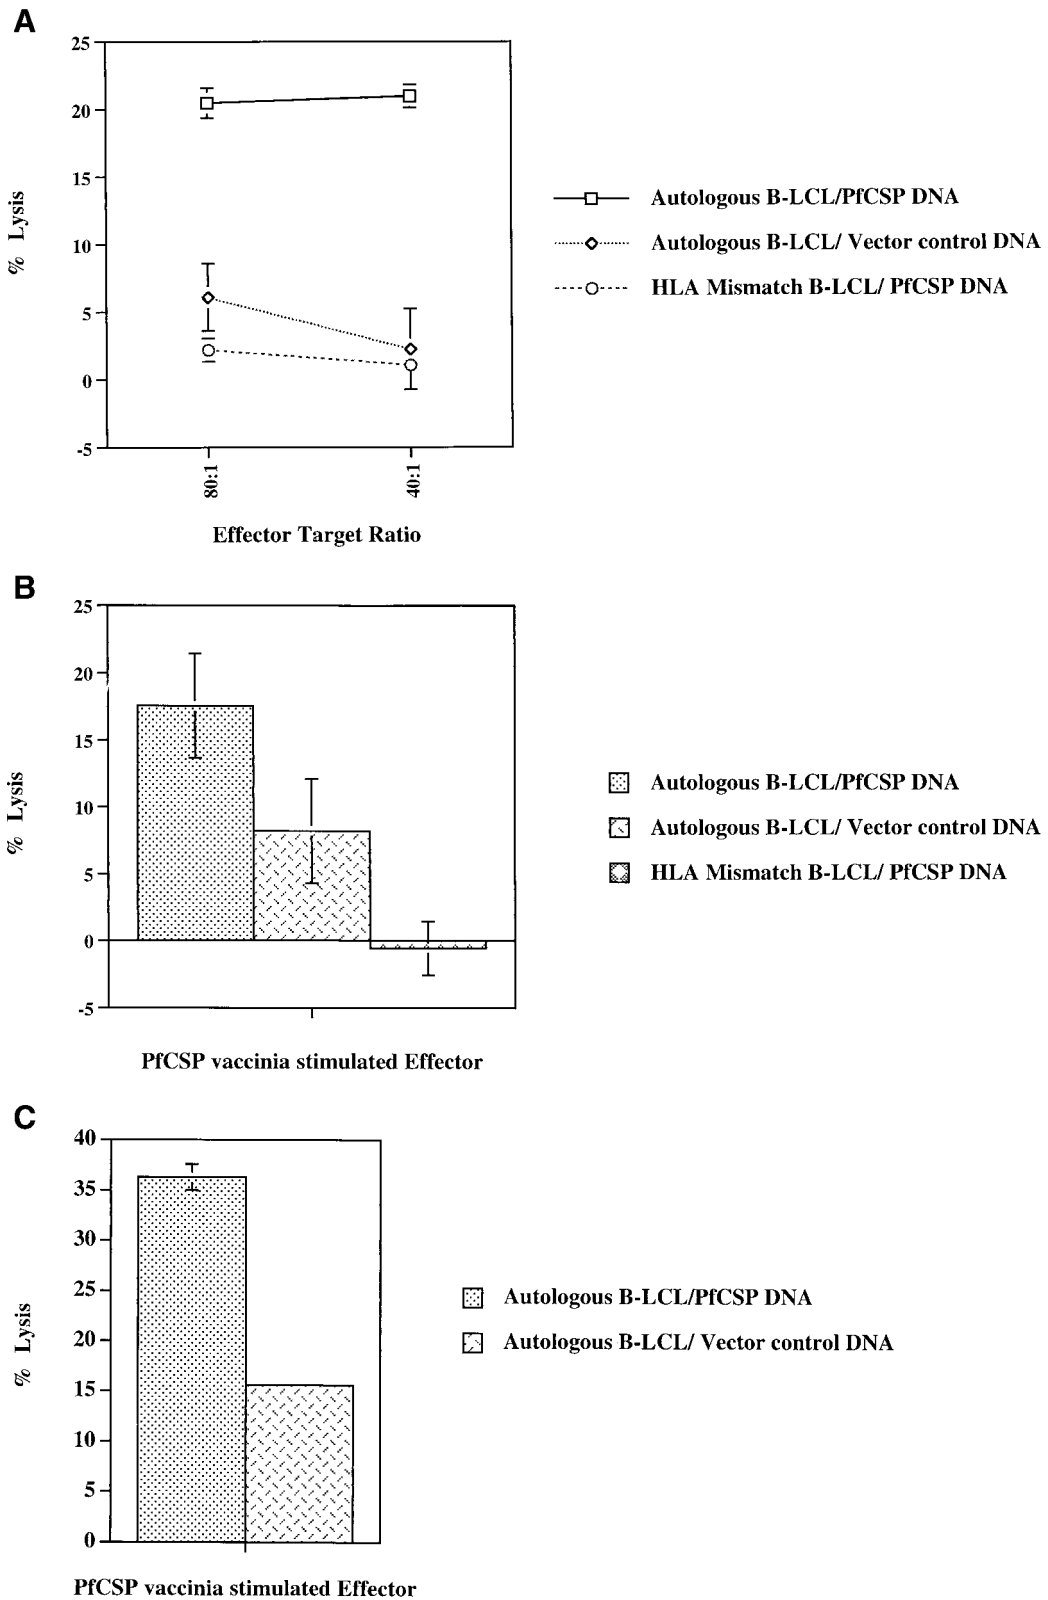 A
25
20
15
10
5
0
-5
% Lysis
80:1
40:1
Effector Target Ratio
Autologous B-LCL/PfCSP DNA
Autologous B-LCL/ Vector control DNA
HLA Mismatch B-LCL/ PfCSP DNA
B
25
20
15
10
5
0
-5
% Lysis
PfCSP vaccinia stimulated Effector
Autologous B-LCL/PfCSP DNA
Autologous B-LCL/ Vector control DNA
HLA Mismatch B-LCL/ PfCSP DNA
C
40
35
30
25
20
15
10
5
0
% Lysis
PfCSP vaccinia stimulated Effector
Autologous B-LCL/PfCSP DNA
Autologous B-LCL/ Vector control DNA